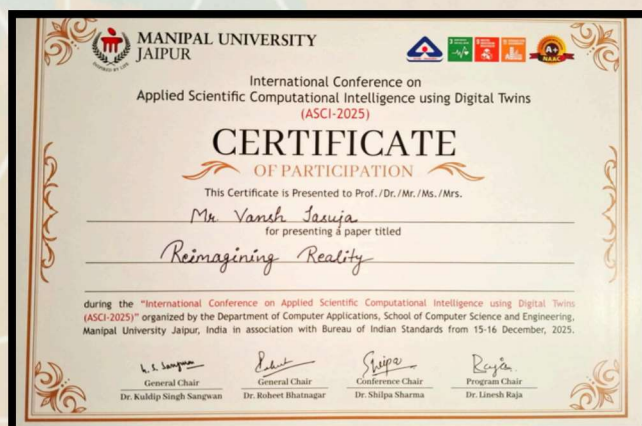 MANIPAL UNIVERSITY
JAIPUR
INSPIRED BY LIFE
A+
NAAC
International Conference on
Applied Scientific Computational Intelligence using Digital Twins
(ASCI-2025)
CERTIFICATE
OF PARTICIPATION
This Certificate is Presented to Prof./Dr./Mr./Ms./Mrs.
Mr. Vansh Jasuja
for presenting a paper titled
Reimagining Reality
during the "International Conference on Applied Scientific Computational Intelligence using Digital Twins
(ASCI-2025)" organized by the Department of Computer Applications, School of Computer Science and Engineering,
Manipal University Jaipur, India in association with Bureau of Indian Standards from 15-16 December, 2025.
General Chair
Dr. Kuldip Singh Sangwan
General Chair
Dr. Roheet Bhatnagar
Conference Chair
Dr. Shilpa Sharma
Program Chair
Dr. Linesh Raja